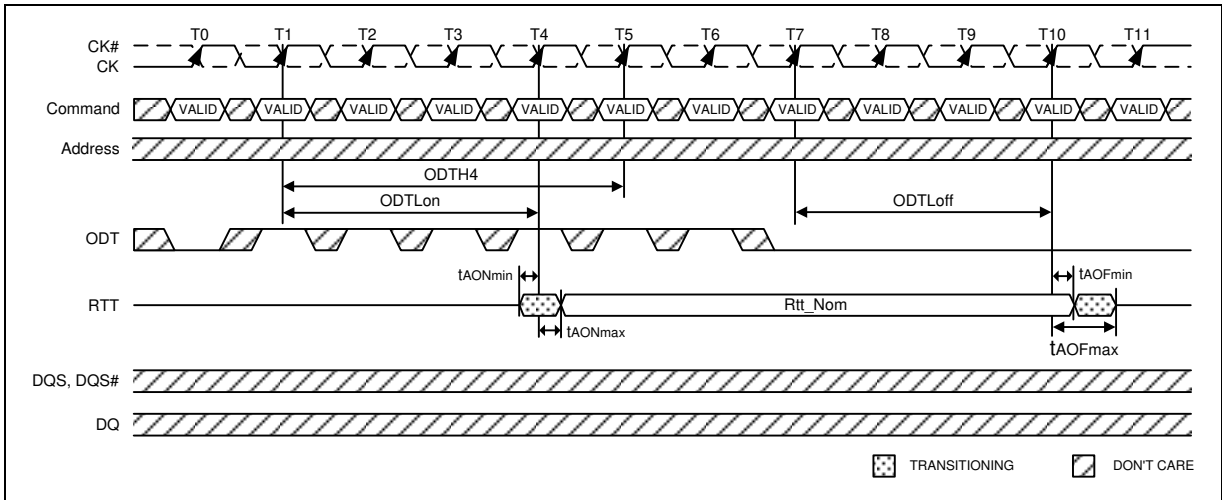 T0 T1 T2 T3 T4 T5 T6 T7 T8 T9 T10 T11
CK#
CK
Command VALID VALID VALID VALID VALID VALID VALID VALID VALID VALID VALID VALID
Address
ODTH4
ODTLon ODTLoff
ODT
tAONmin tAOFmin
RTT Rtt_Nom
tAONmax
tAOFmax
DQS, DQS#
DQ
TRANSITIONING DON'T CARE